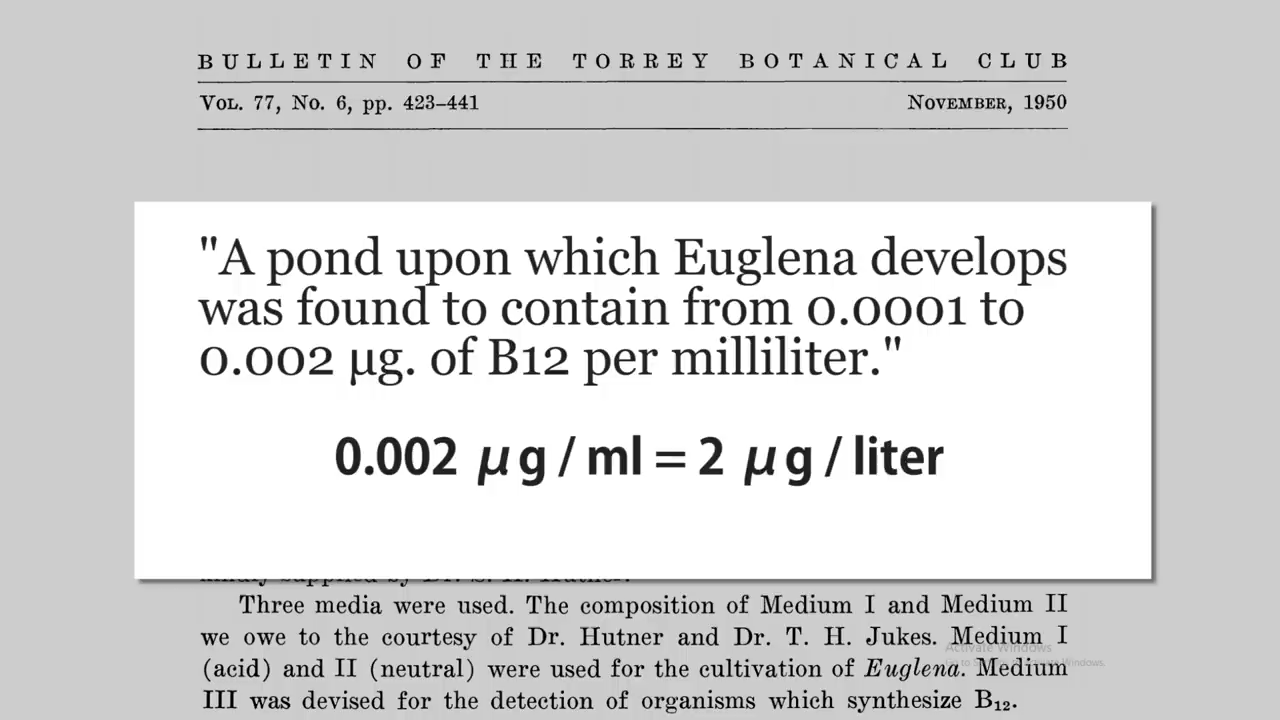 BULLETIN OF THE TORREY BOTANICAL CLUB
VOL. 77, NO. 6, pp. 423–441 NOVEMBER, 1950
"A pond upon which Euglena develops
was found to contain from 0.0001 to
0.002 µg. of B12 per milliliter."
0.002 µg / ml = 2 µg / liter
Three media were used. The composition of Medium I and Medium II
we owe to the courtesy of Dr. Hutner and Dr. T. H. Jukes. Medium I
(acid) and II (neutral) were used for the cultivation of Euglena. Medium
III was devised for the detection of organisms which synthesize B₁₂.
Activate Windows